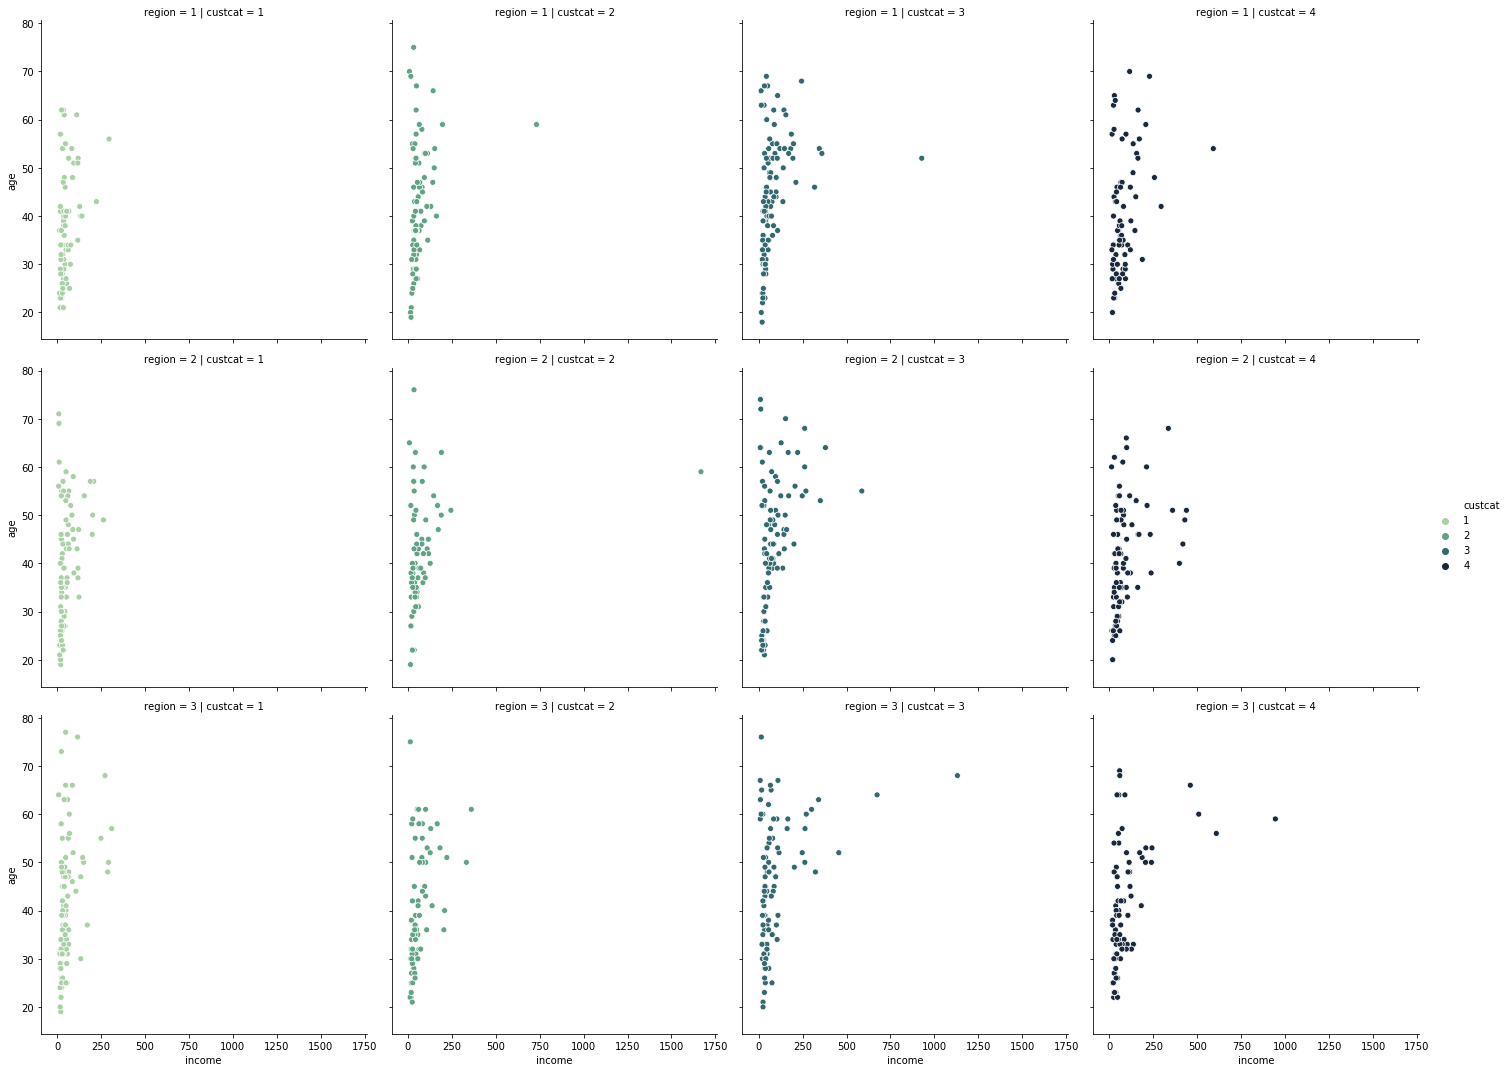 region = 1 | custcat = 1
region = 1 | custcat = 2
region = 1 | custcat = 3
region = 1 | custcat = 4
80
70
60
50
40
30
20
age
region = 2 | custcat = 1
region = 2 | custcat = 2
region = 2 | custcat = 3
region = 2 | custcat = 4
80
70
60
50
40
30
20
age
custcat
1
2
3
4
region = 3 | custcat = 1
region = 3 | custcat = 2
region = 3 | custcat = 3
region = 3 | custcat = 4
80
70
60
50
40
30
20
age
0 250 500 750 1000 1250 1500 1750
income
0 250 500 750 1000 1250 1500 1750
income
0 250 500 750 1000 1250 1500 1750
income
0 250 500 750 1000 1250 1500 1750
income